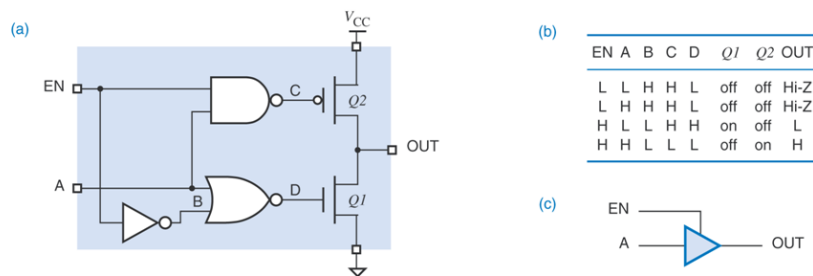 (a)
VCC
EN
C
Q2
OUT
A
B
D
Q1
(b)
EN A B C D Q1 Q2 OUT
L L H H L off off Hi-Z
L H H H L off off Hi-Z
H L L H H on off L
H H L L L off on H
(c)
EN
A
OUT